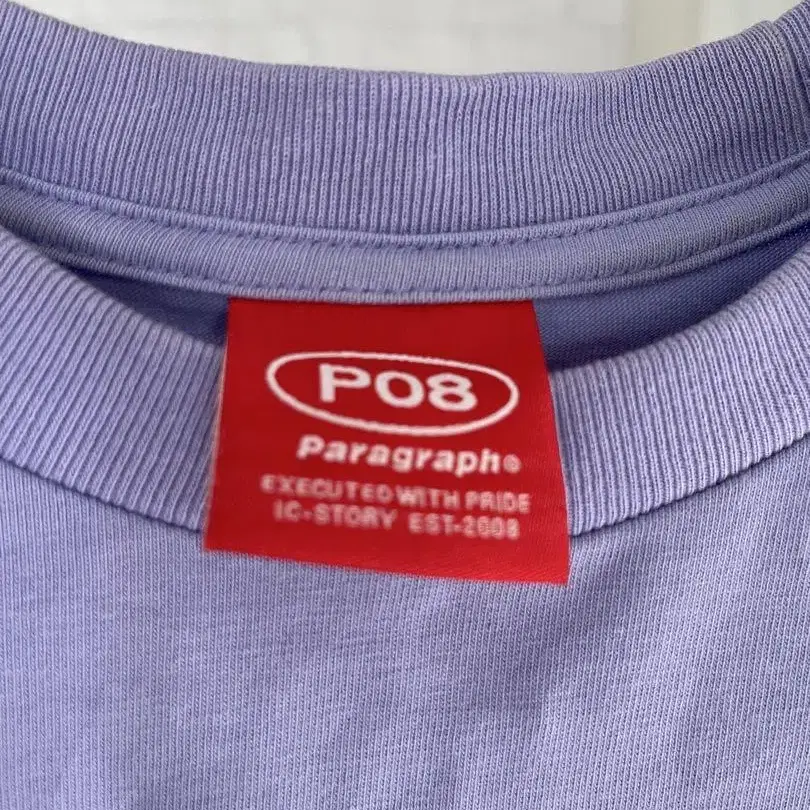 P08
Paragraph®
EXECUTED WITH PRIDE
IC-STORY EST-2008